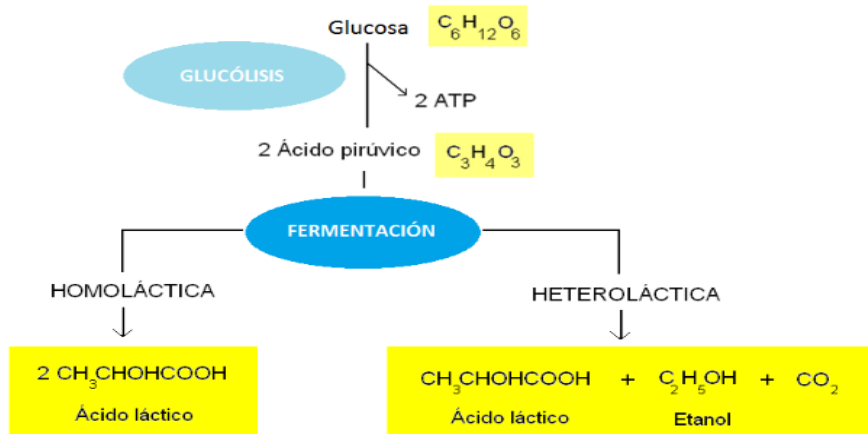 Glucosa C₆H₁₂O₆
GLUCÓLISIS
2 ATP
2 Ácido pirúvico C₃H₄O₃
FERMENTACIÓN
HOMOLÁCTICA
HETEROLÁCTICA
2 CH₃CHOHCOOH
Ácido láctico
CH₃CHOHCOOH + C₂H₅OH + CO₂
Ácido láctico Etanol